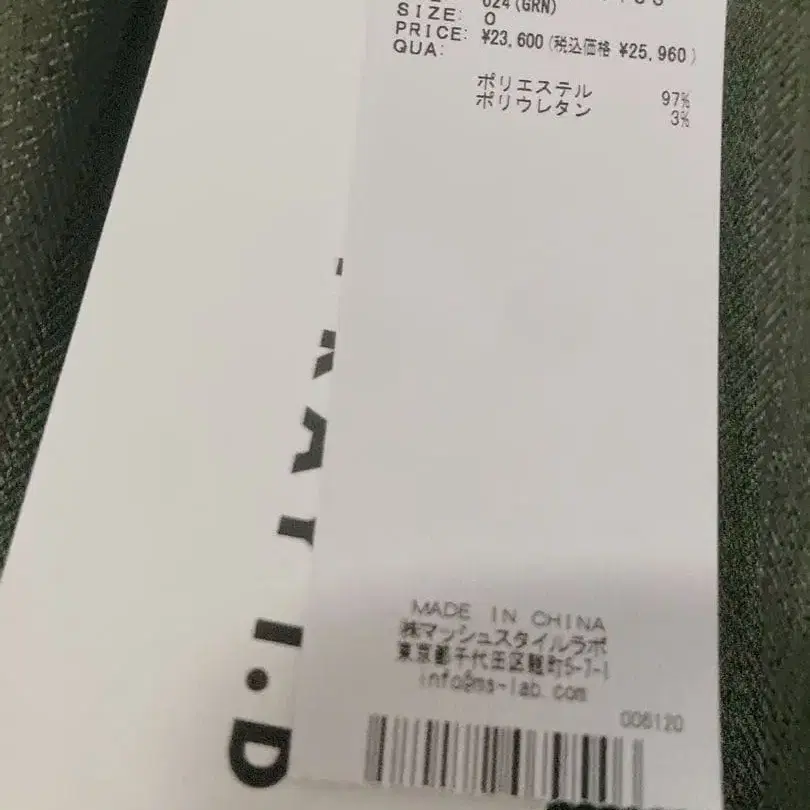 024(GRN)
SIZE: 0
PRICE: ¥23,600(税込価格 ¥25,960)
QUA:
ポリエステル 97%
ポリウレタン 3%
MADE IN CHINA
㈱マッシュスタイルラボ
東京都千代田区麹町5-7-1
info@ms-lab.com
006120
I.D